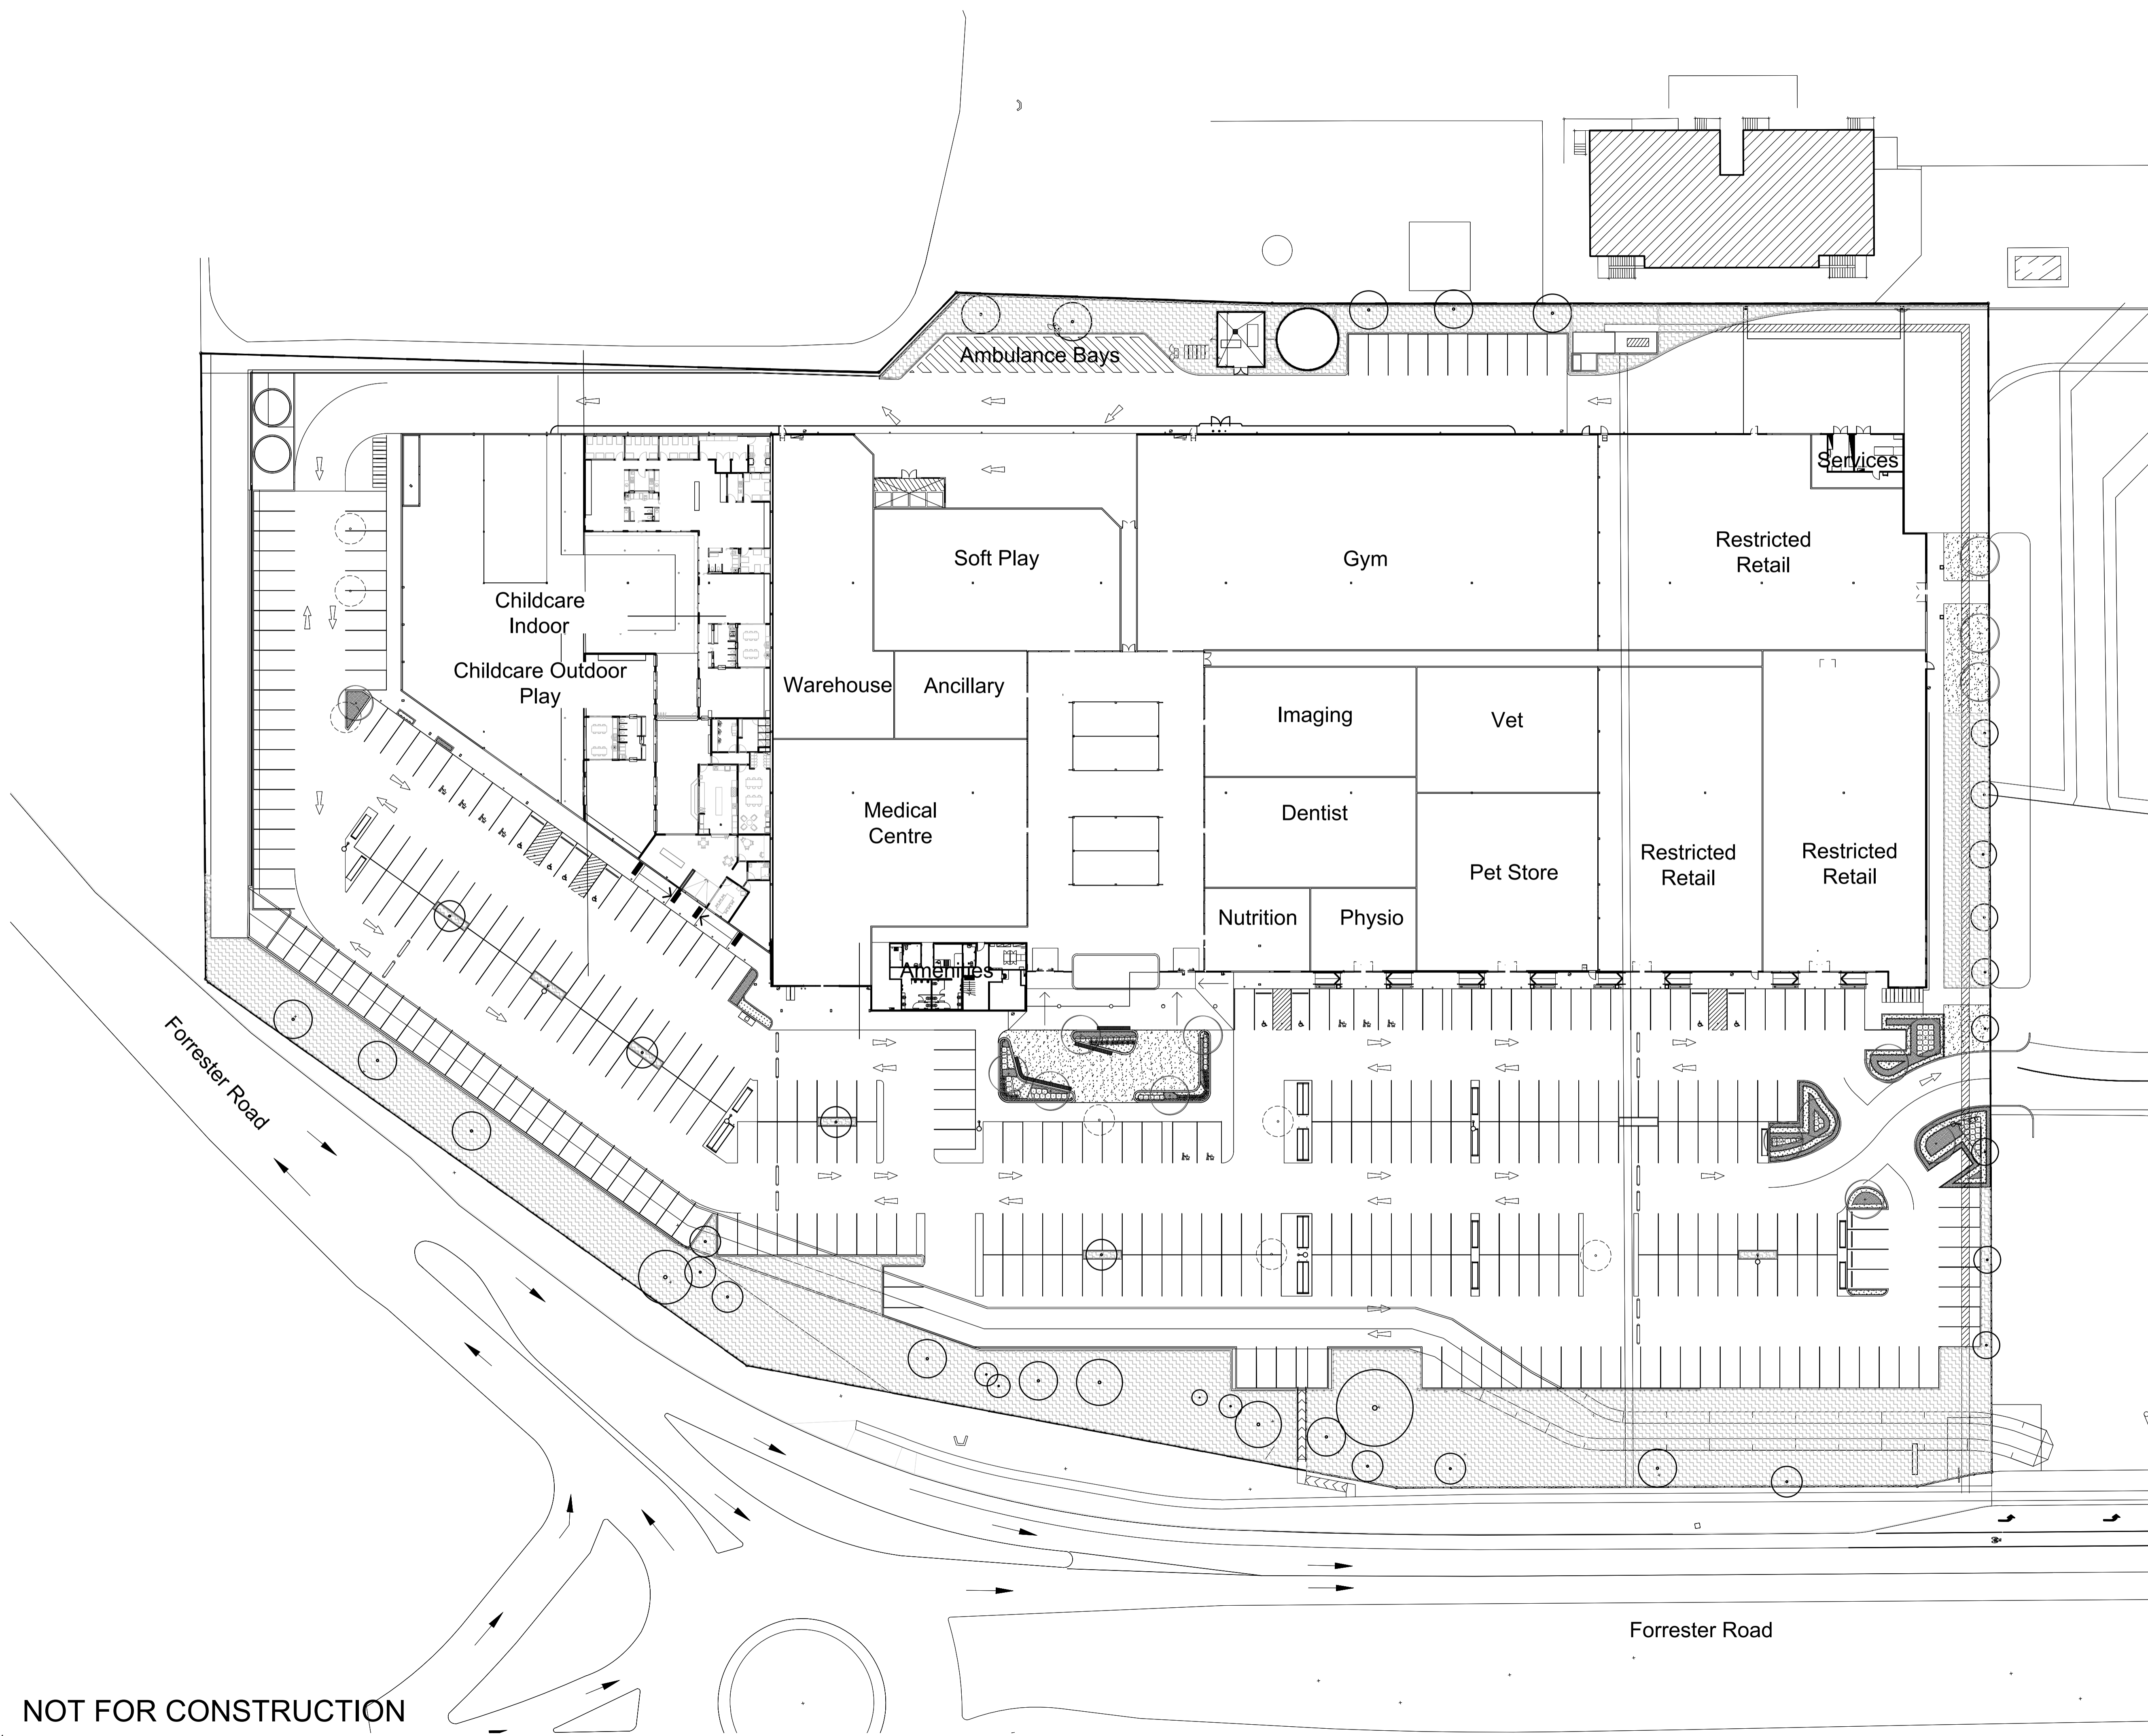 Ambulance Bays
Services
Restricted
Retail
Soft Play
Gym
Childcare
Indoor
Childcare Outdoor
Play
Warehouse
Ancillary
Imaging
Vet
Medical
Centre
Dentist
Pet Store
Restricted
Retail
Restricted
Retail
Nutrition
Physio
Amenities
Forrester Road
Forrester Road
NOT FOR CONSTRUCTION